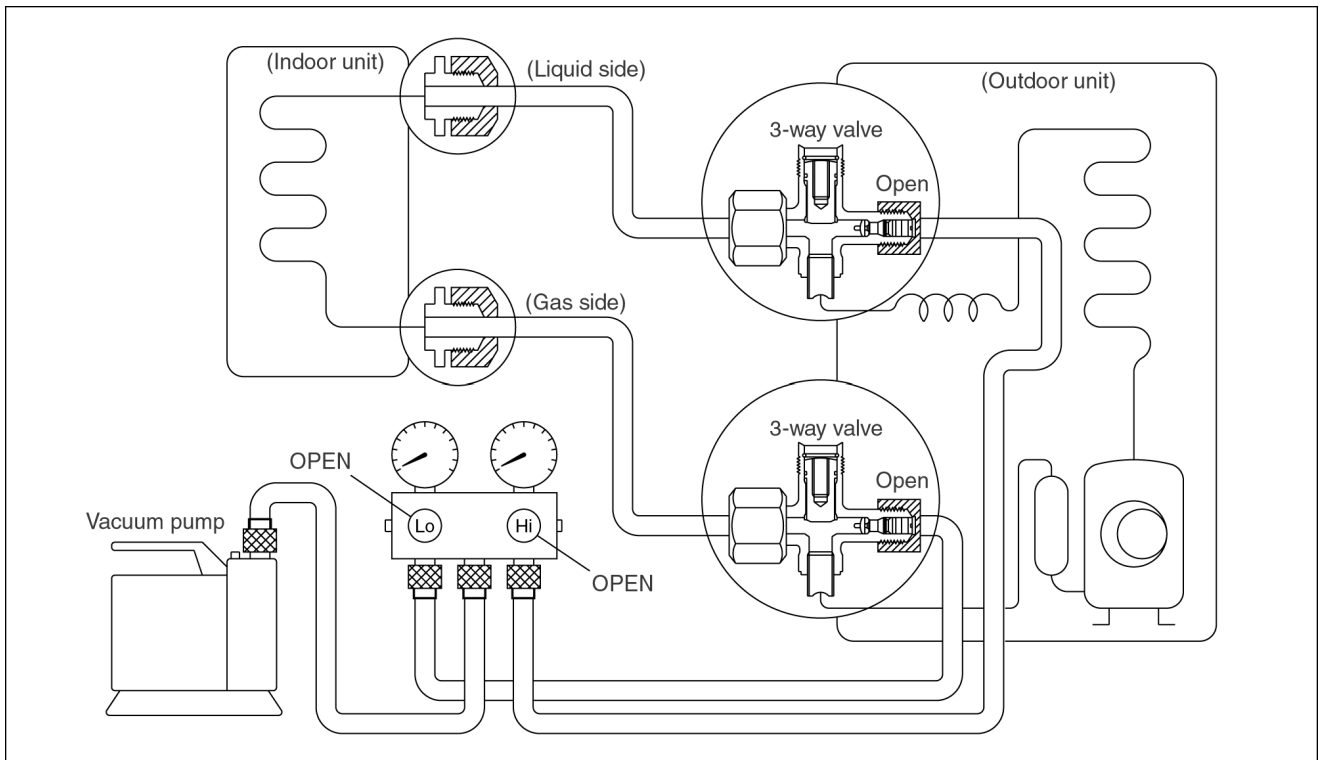 (Indoor unit)
(Liquid side)
(Outdoor unit)
3-way valve
Open
(Gas side)
3-way valve
Open
OPEN
Lo
Hi
Vacuum pump
OPEN